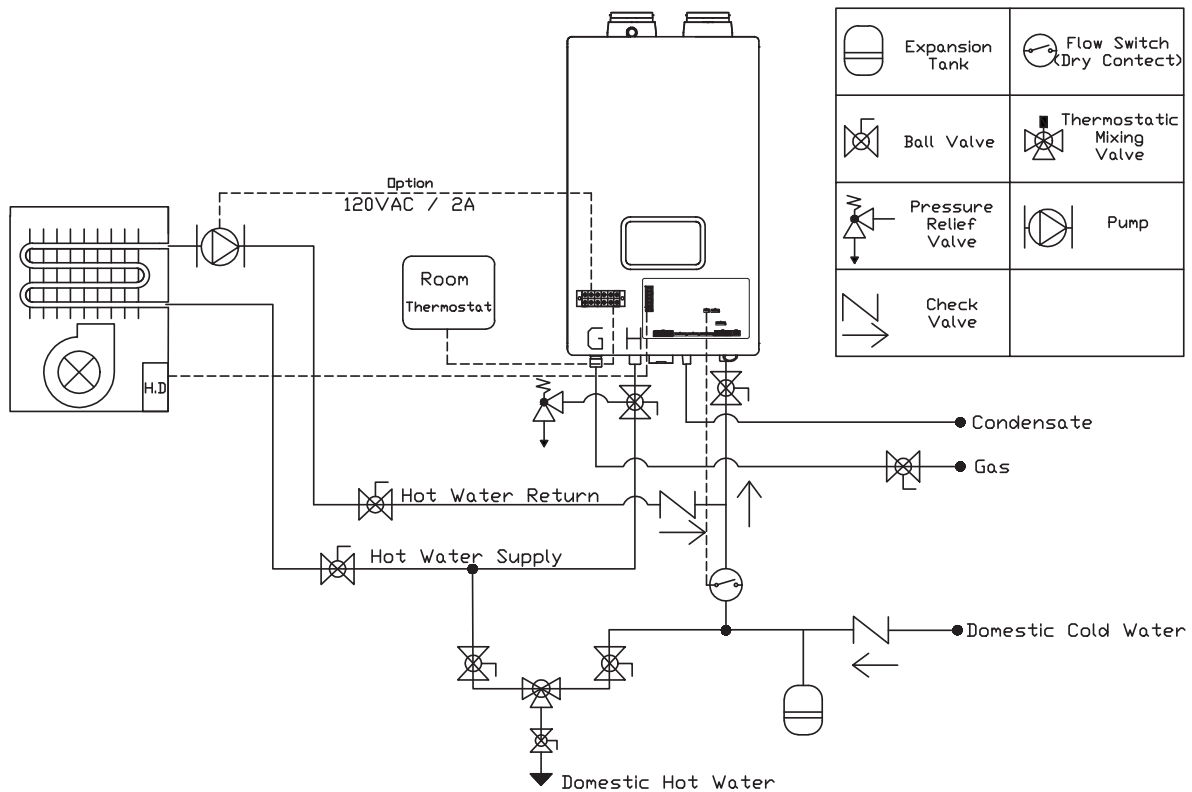 Expansion
Tank
Flow Switch
(Dry Contect)
Ball Valve
Thermostatic
Mixing
Valve
Pressure
Relief
Valve
Pump
Check
Valve
Option
120VAC / 2A
Room
Thermostat
G H
H.D
Condensate
Gas
Hot Water Return
Hot Water Supply
Domestic Cold Water
Domestic Hot Water